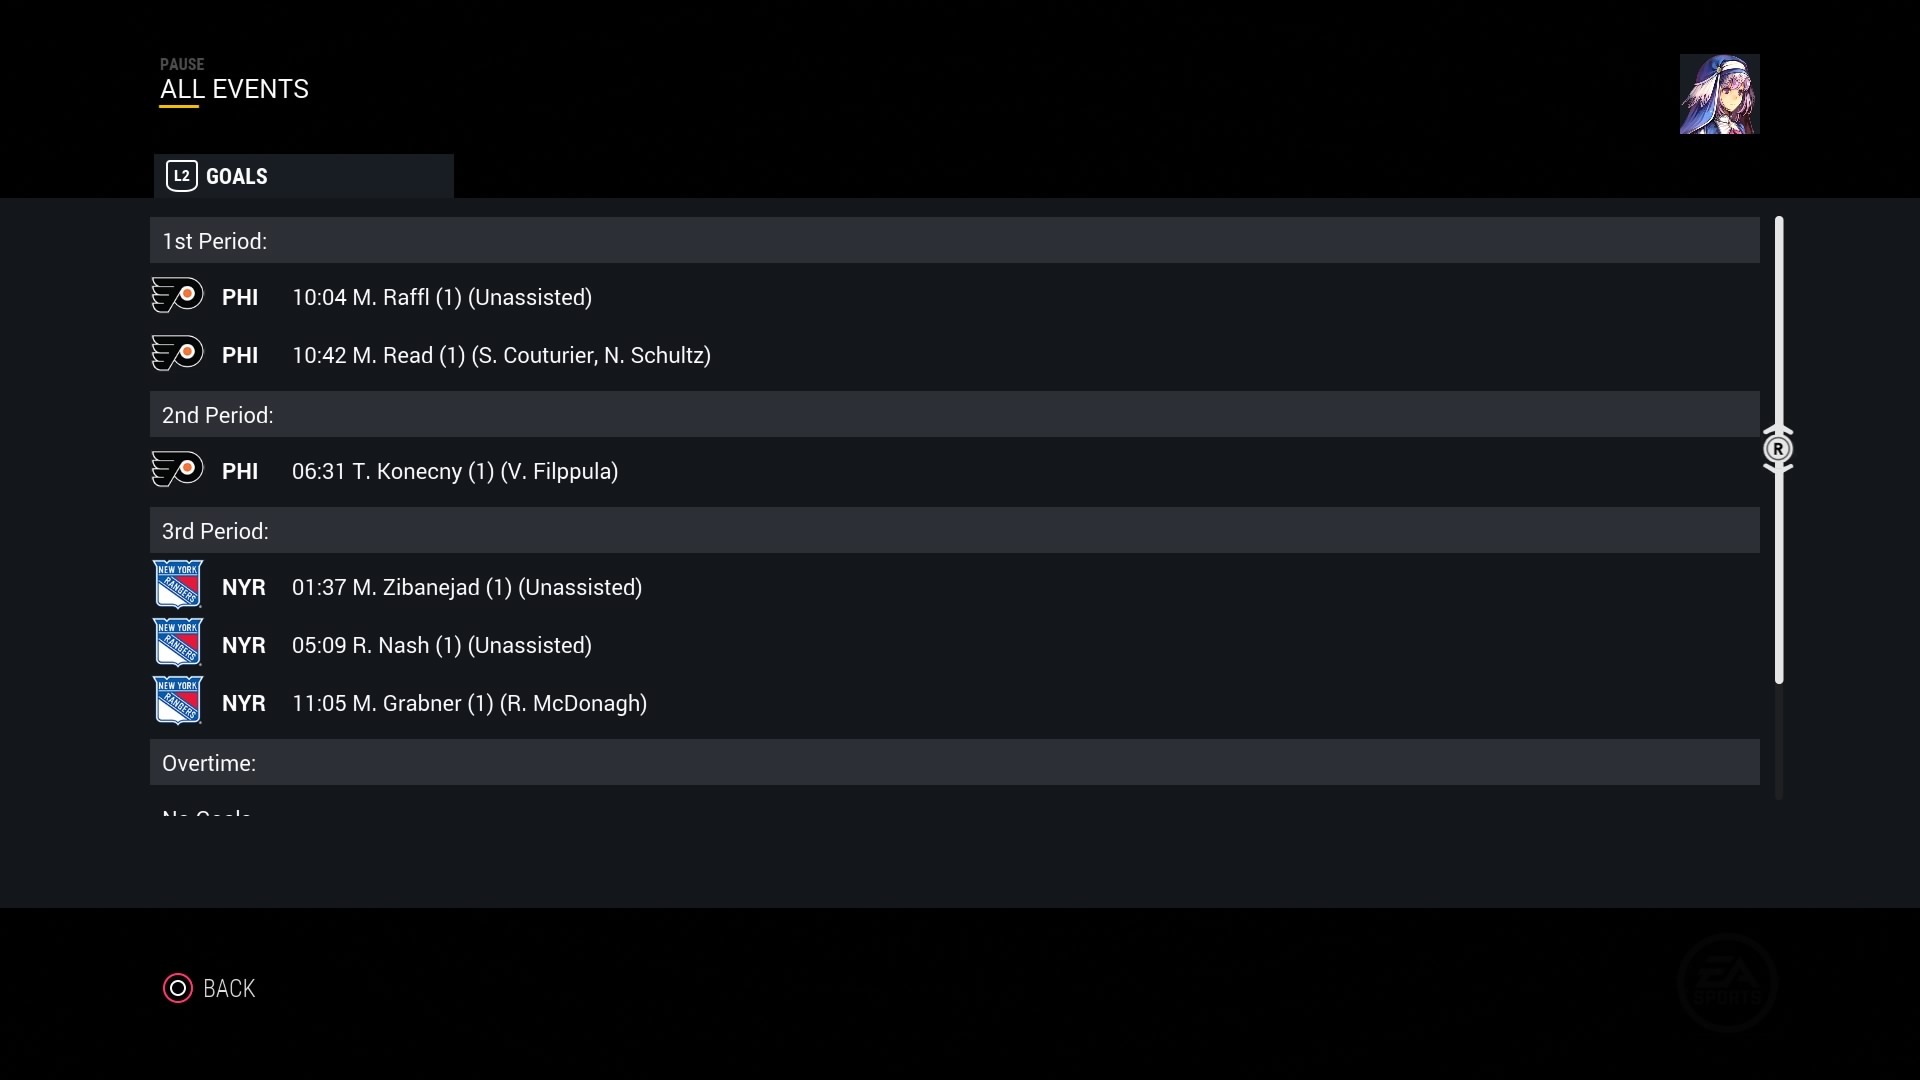 PAUSE
ALL EVENTS
L2 GOALS
1st Period:
PHI 10:04 M. Raffl (1) (Unassisted)
PHI 10:42 M. Read (1) (S. Couturier, N. Schultz)
2nd Period:
PHI 06:31 T. Konecny (1) (V. Filppula)
R
3rd Period:
NEW YORK RANGERS NYR 01:37 M. Zibanejad (1) (Unassisted)
NEW YORK RANGERS NYR 05:09 R. Nash (1) (Unassisted)
NEW YORK RANGERS NYR 11:05 M. Grabner (1) (R. McDonagh)
Overtime:
No Goals
BACK
EA SPORTS